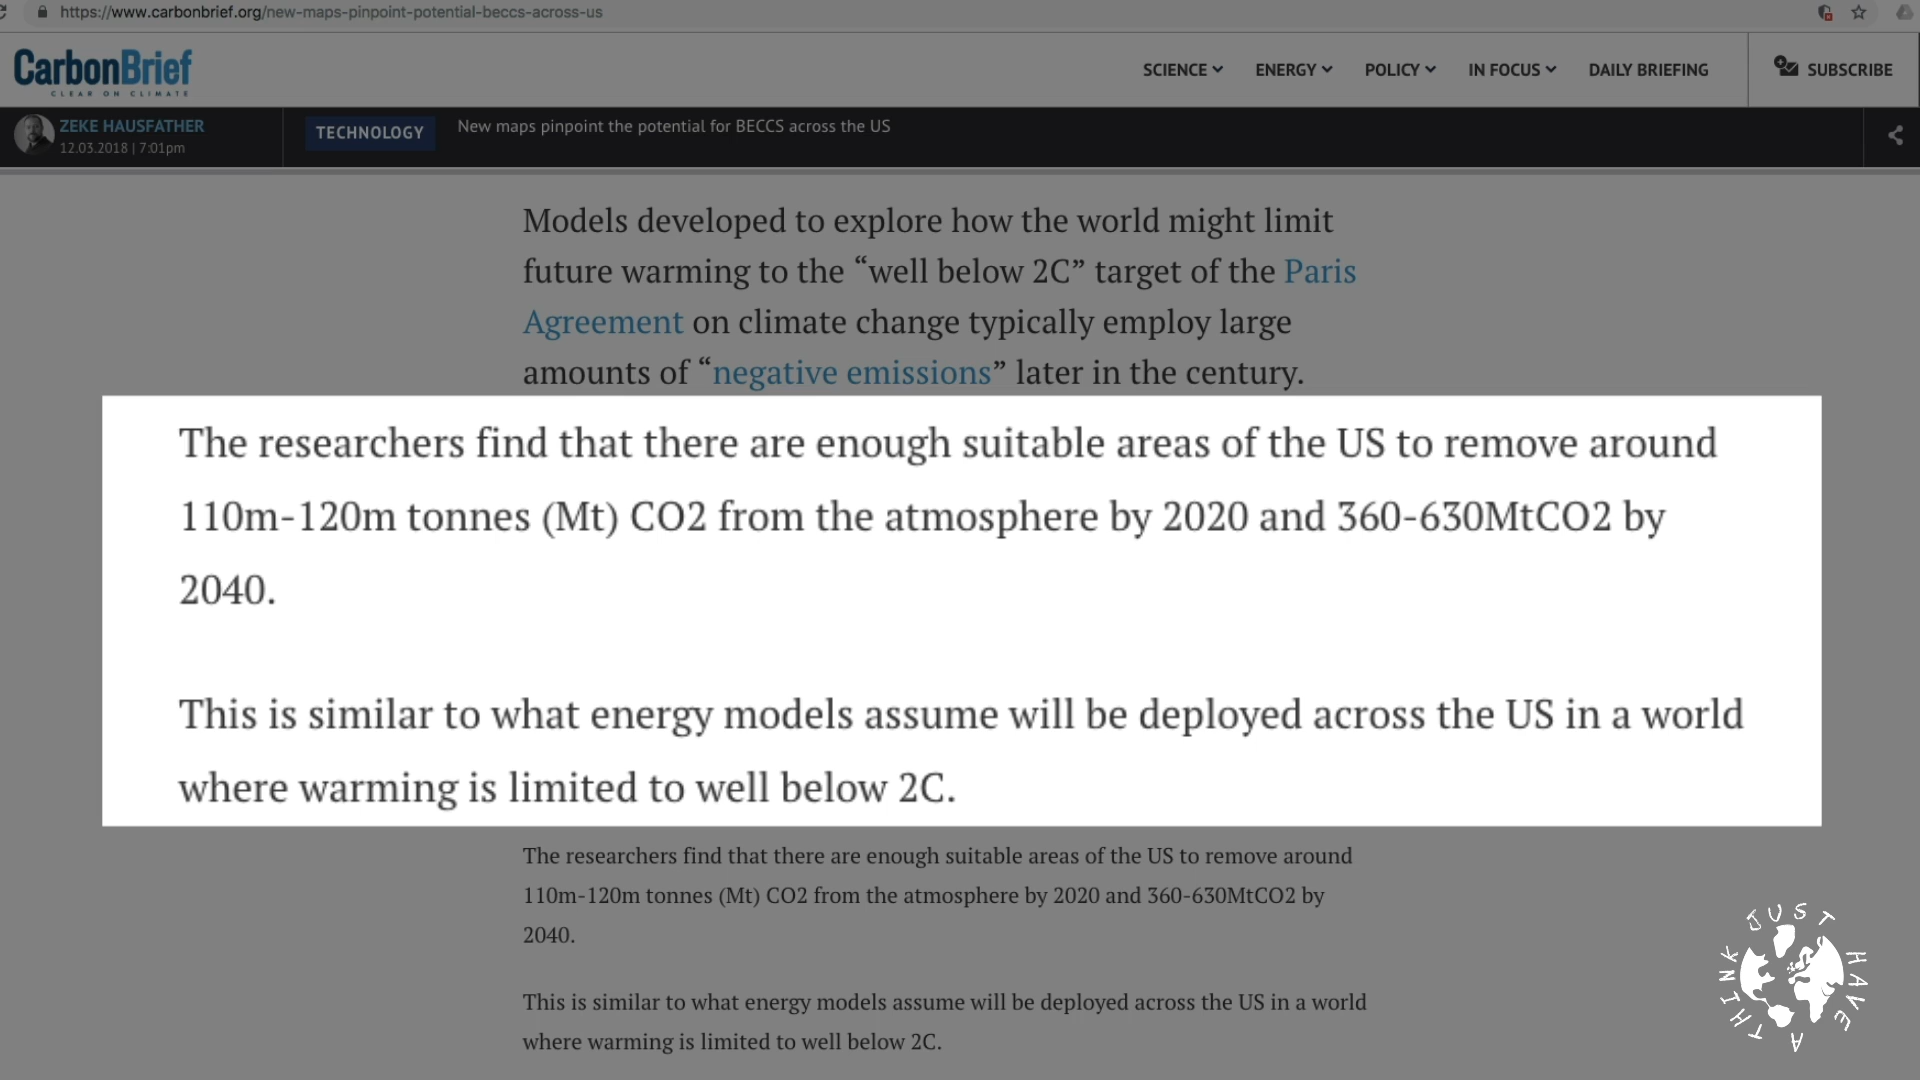 https://www.carbonbrief.org/new-maps-pinpoint-potential-beccs-across-us
CarbonBrief
CLEAR ON CLIMATE
SCIENCE
ENERGY
POLICY
IN FOCUS
DAILY BRIEFING
SUBSCRIBE
ZEKE HAUSFATHER
12.03.2018 | 7:01pm
TECHNOLOGY
New maps pinpoint the potential for BECCS across the US
Models developed to explore how the world might limit
future warming to the “well below 2C” target of the Paris
Agreement on climate change typically employ large
amounts of “negative emissions” later in the century.
The researchers find that there are enough suitable areas of the US to remove around
110m-120m tonnes (Mt) CO2 from the atmosphere by 2020 and 360-630MtCO2 by
2040.
This is similar to what energy models assume will be deployed across the US in a world
where warming is limited to well below 2C.
The researchers find that there are enough suitable areas of the US to remove around
110m-120m tonnes (Mt) CO2 from the atmosphere by 2020 and 360-630MtCO2 by
2040.
This is similar to what energy models assume will be deployed across the US in a world
where warming is limited to well below 2C.
JUST HAVE A THINK